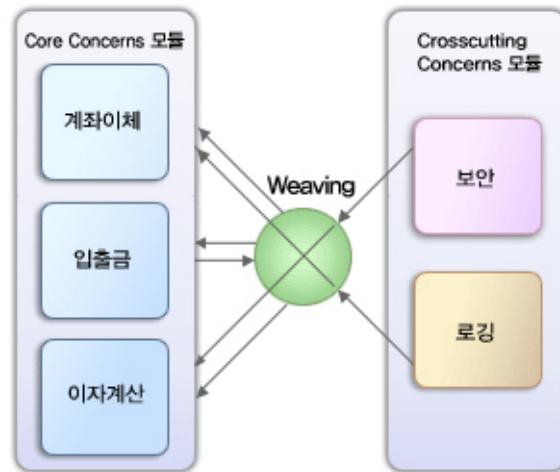 Core Concerns 모듈
계좌이체
입출금
이자계산
Weaving
Crosscutting
Concerns 모듈
보안
로깅